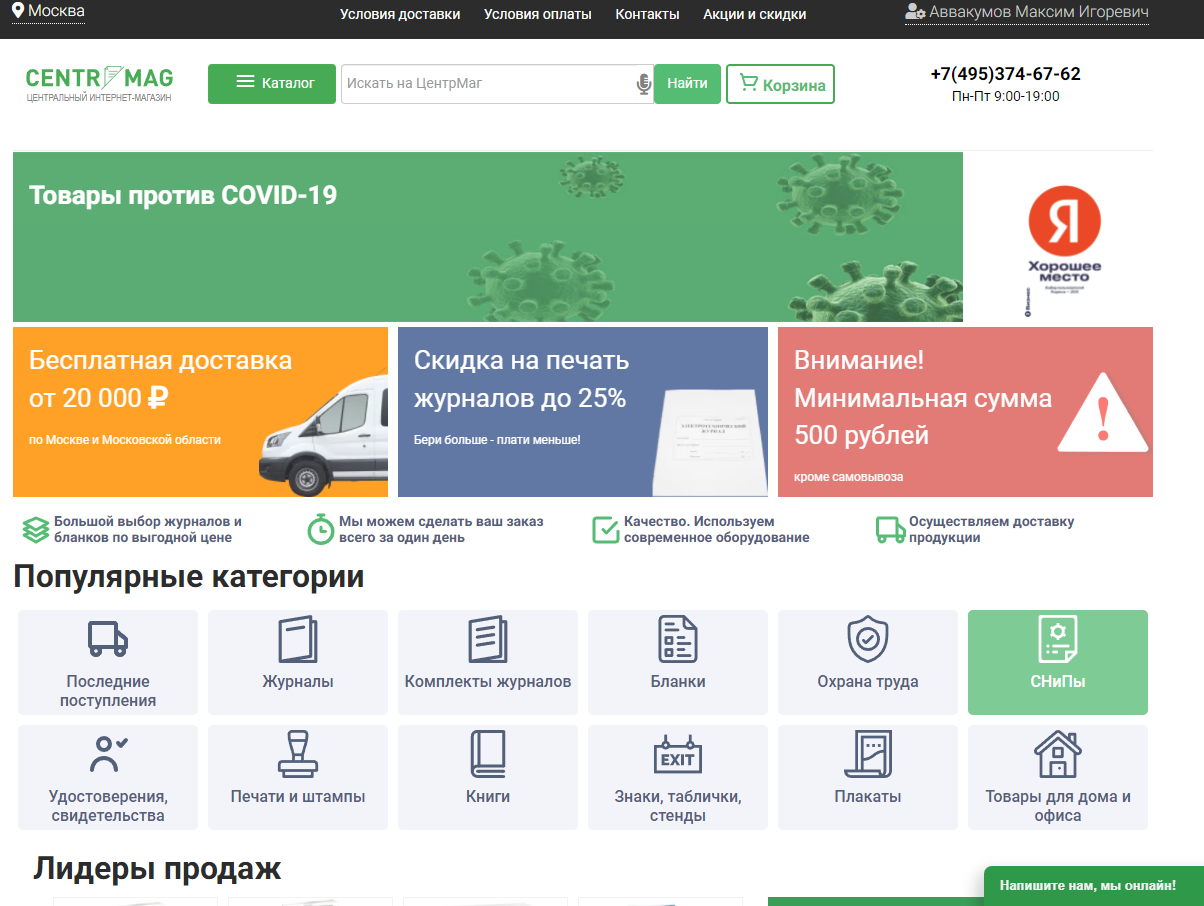 Москва
Условия доставки
Условия оплаты
Контакты
Акции и скидки
Аввакумов Максим Игоревич
CENTRMAG
ЦЕНТРАЛЬНЫЙ ИНТЕРНЕТ-МАГАЗИН
Каталог
Искать на ЦентрМаг
Найти
Корзина
+7(495)374-67-62
Пн-Пт 9:00-19:00
Товары против COVID-19
Я
Хорошее
место
Бесплатная доставка
от 20 000 ₽
по Москве и Московской области
Скидка на печать
журналов до 25%
Бери больше - плати меньше!
Внимание!
Минимальная сумма
500 рублей
кроме самовывоза
Большой выбор журналов и
бланков по выгодной цене
Мы можем сделать ваш заказ
всего за один день
Качество. Используем
современное оборудование
Осуществляем доставку
продукции
Популярные категории
Последние
поступления
Журналы
Комплекты журналов
Бланки
Охрана труда
СНиПы
Удостоверения,
свидетельства
Печати и штампы
Книги
EXIT
Знаки, таблички,
стенды
Плакаты
Товары для дома и
офиса
Лидеры продаж
Напишите нам, мы онлайн!